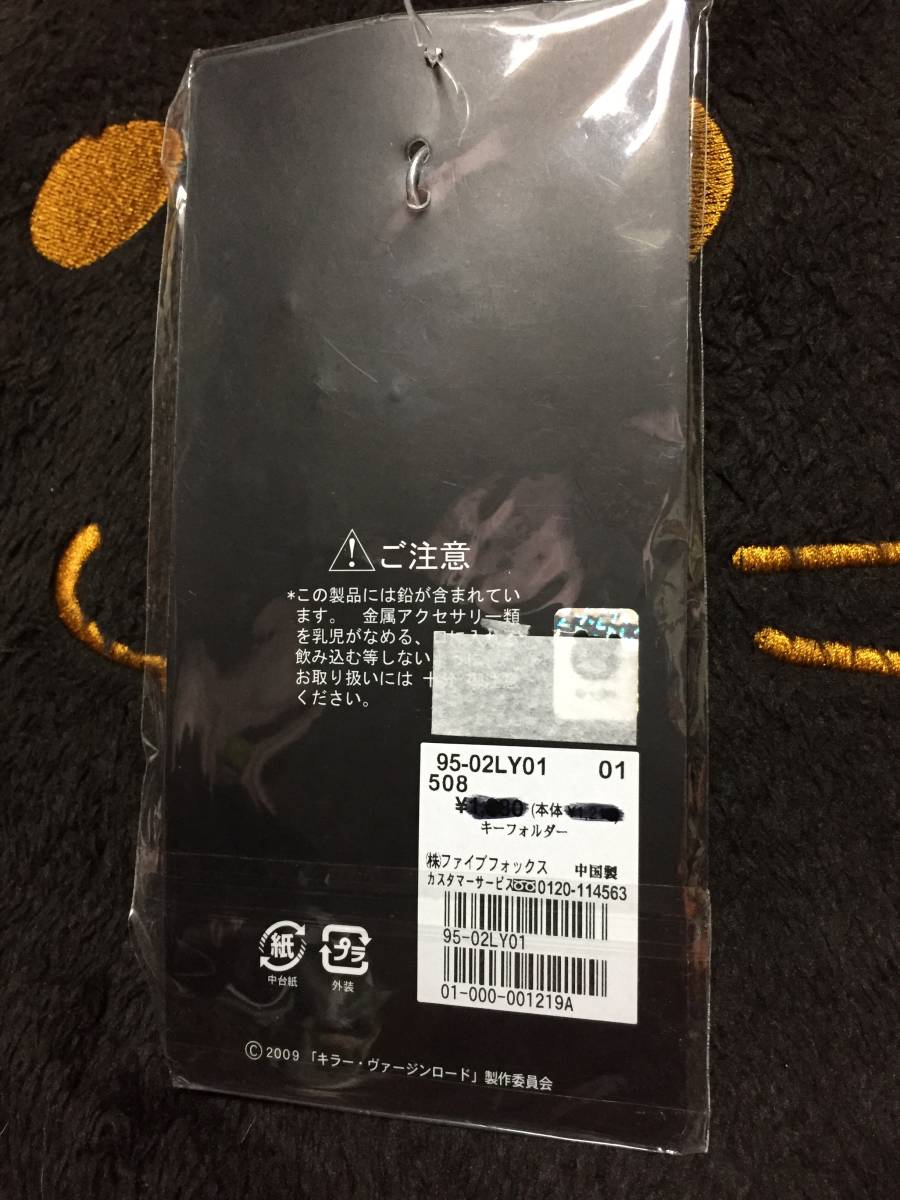 ご注意
*この製品には鉛が含まれてい
ます。 金属アクセサリー類
を乳児がなめる、
飲み込む等しない
お取り扱いには
ください。
95-02LY01 01
508
¥ (本体
キーフォルダー
㈱ファイブフォックス 中国製
カスタマーサービス 0120-114563
95-02LY01
01-000-001219A
紙 プラ
中台紙 外装
Ⓒ2009「キラー・ヴァージンロード」製作委員会